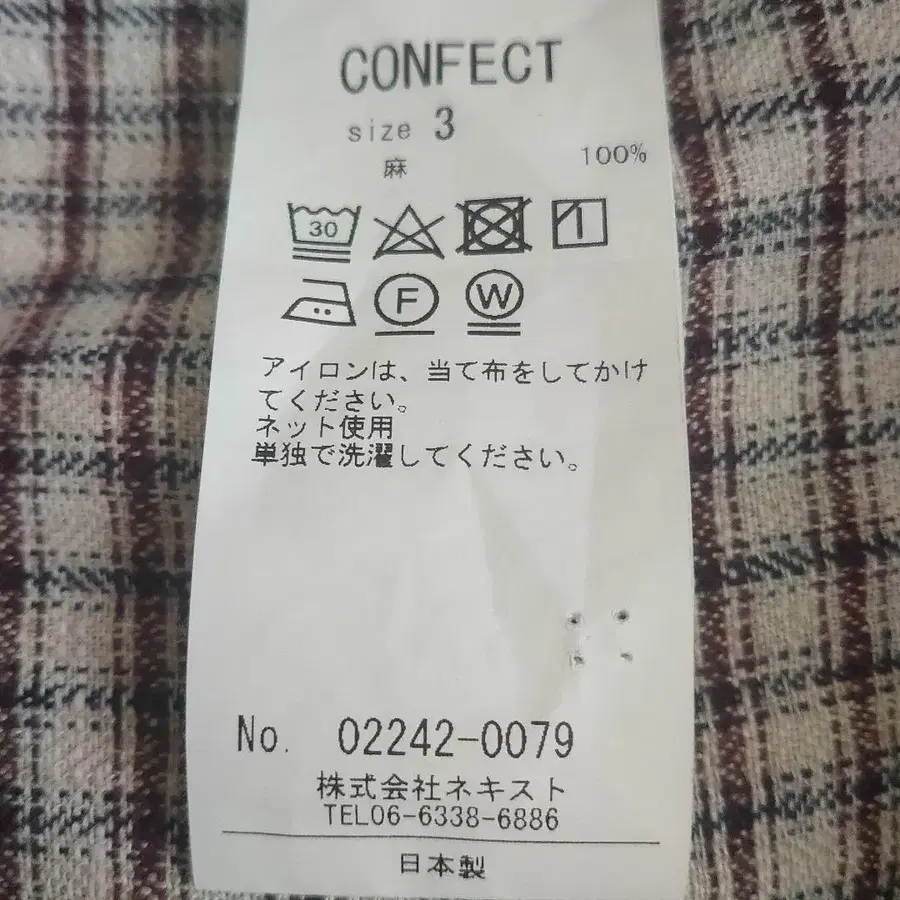 CONFECT
size 3
麻 100%
30
F W
アイロンは、当て布をしてかけ
てください。
ネット使用
単独で洗濯してください。
No. 02242-0079
株式会社ネキスト
TEL06-6338-6886
日本製